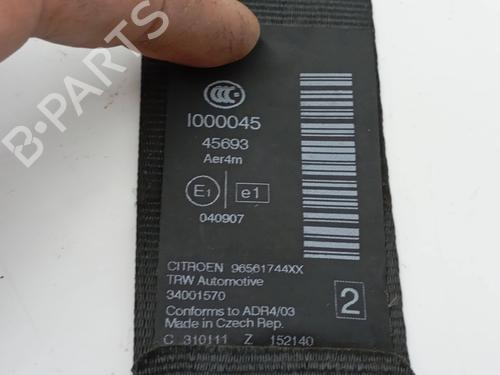 CCC
I000045
45693
Aer4m
E1 e1
040907
CITROEN 96561744XX
TRW Automotive
34001570
2
Conforms to ADR4/03
Made in Czech Rep.
C 310111 Z 152140
B-PARTS